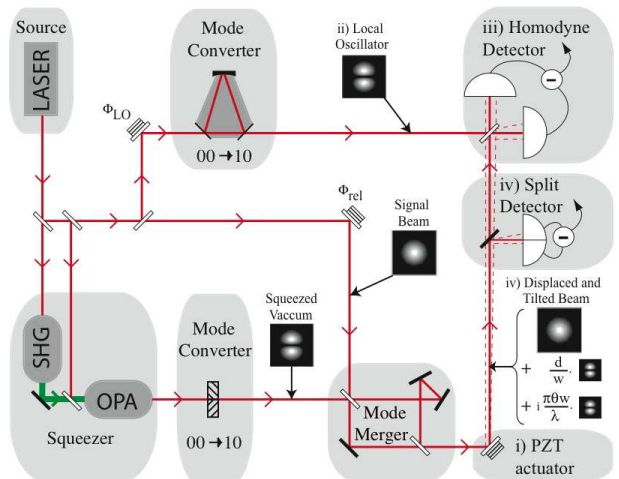 Source
LASER
Mode
Converter
00→10
Φ_LO
ii) Local
Oscillator
iii) Homodyne
Detector
−
Φ_rel
Signal
Beam
iv) Split
Detector
−
iv) Displaced and
Tilted Beam
+ d/w ·
+ i πθw/λ ·
SHG
OPA
Squeezer
Mode
Converter
00→10
Squeezed
Vaccum
Mode
Merger
i) PZT
actuator